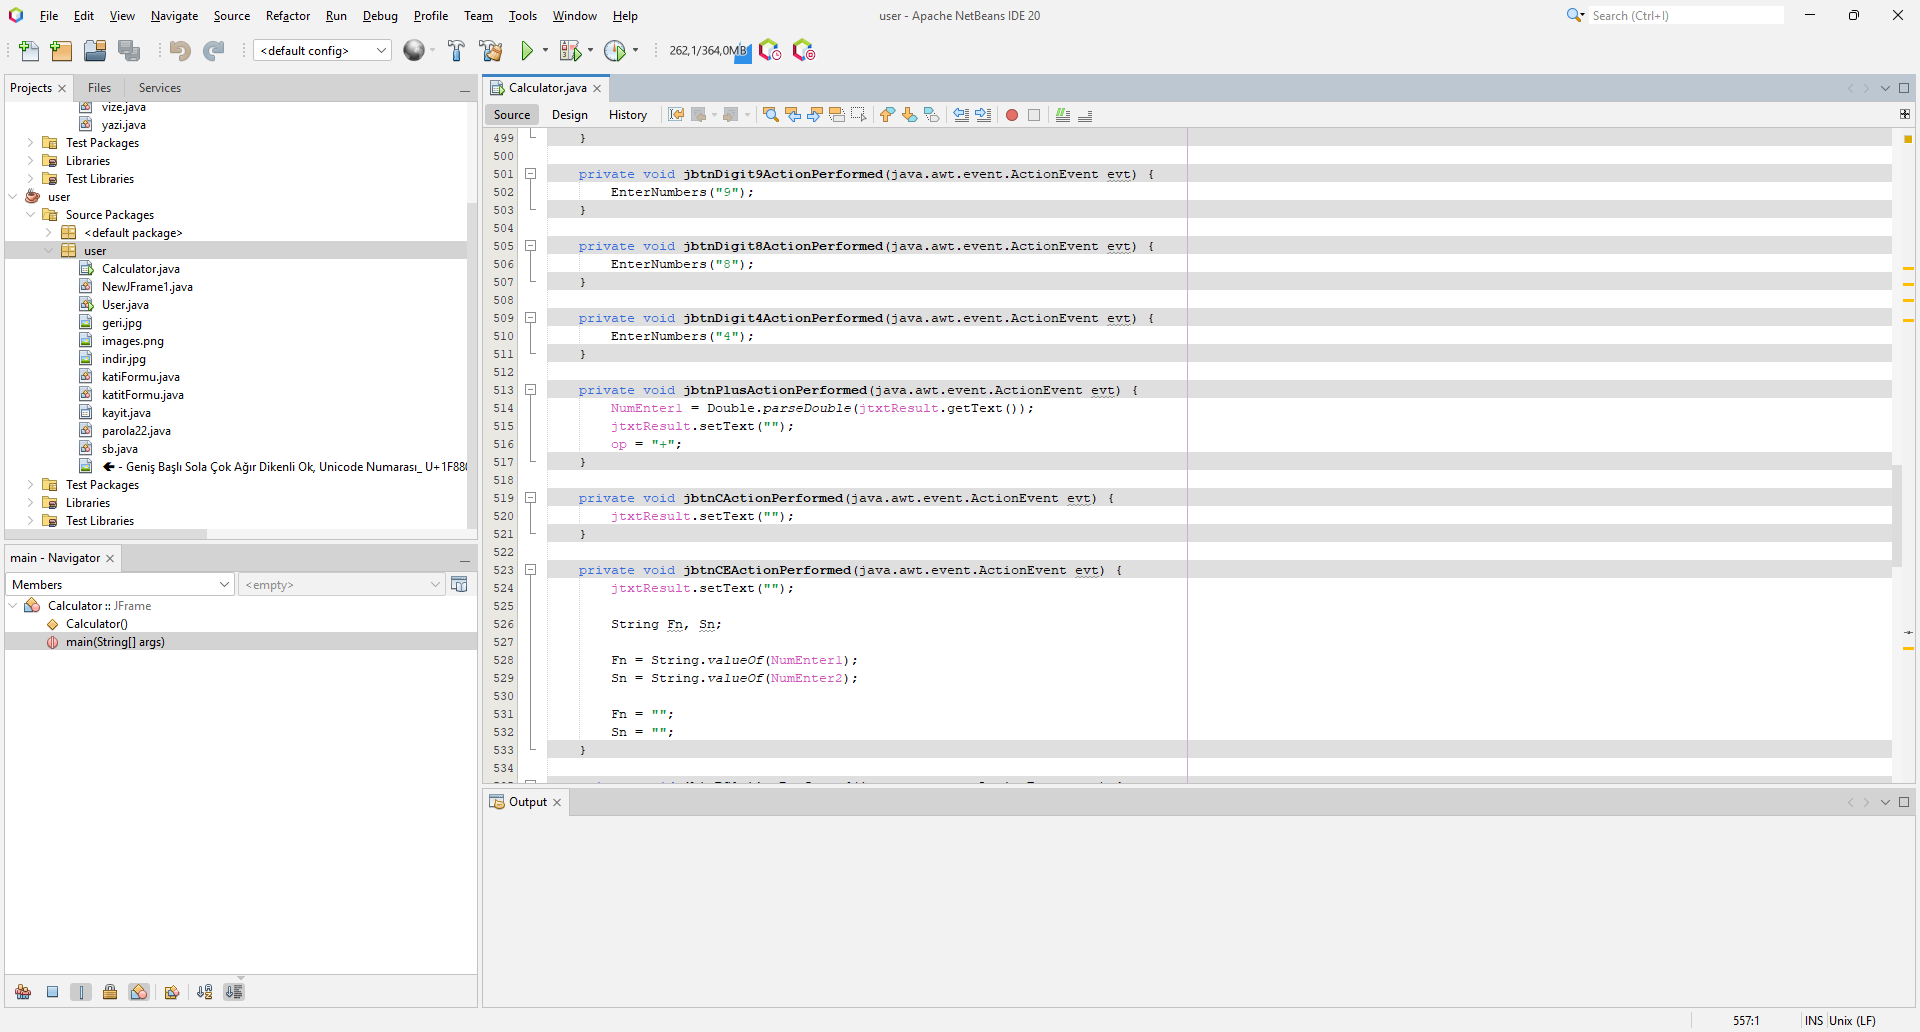 File Edit View Navigate Source Refactor Run Debug Profile Team Tools Window Help
user - Apache NetBeans IDE 20
Search (Ctrl+I)
<default config>
262,1/364,0MB
Projects Files Services
vize.java
yazi.java
Test Packages
Libraries
Test Libraries
user
Source Packages
<default package>
user
Calculator.java
NewJFrame1.java
User.java
geri.jpg
images.png
indir.jpg
katiFormu.java
katitFormu.java
kayit.java
parola22.java
sb.java
🡸 - Geniş Başlı Sola Çok Ağır Dikenli Ok, Unicode Numarası_ U+1F88
Test Packages
Libraries
Test Libraries
main - Navigator
Members
<empty>
Calculator :: JFrame
Calculator()
main(String[] args)
Calculator.java
Source Design History
499 }
500
501 private void jbtnDigit9ActionPerformed(java.awt.event.ActionEvent evt) {
502 EnterNumbers("9");
503 }
504
505 private void jbtnDigit8ActionPerformed(java.awt.event.ActionEvent evt) {
506 EnterNumbers("8");
507 }
508
509 private void jbtnDigit4ActionPerformed(java.awt.event.ActionEvent evt) {
510 EnterNumbers("4");
511 }
512
513 private void jbtnPlusActionPerformed(java.awt.event.ActionEvent evt) {
514 NumEnter1 = Double.parseDouble(jtxtResult.getText());
515 jtxtResult.setText("");
516 op = "+";
517 }
518
519 private void jbtnCActionPerformed(java.awt.event.ActionEvent evt) {
520 jtxtResult.setText("");
521 }
522
523 private void jbtnCEActionPerformed(java.awt.event.ActionEvent evt) {
524 jtxtResult.setText("");
525
526 String Fn, Sn;
527
528 Fn = String.valueOf(NumEnter1);
529 Sn = String.valueOf(NumEnter2);
530
531 Fn = "";
532 Sn = "";
533 }
534
Output
557:1 INS Unix (LF)